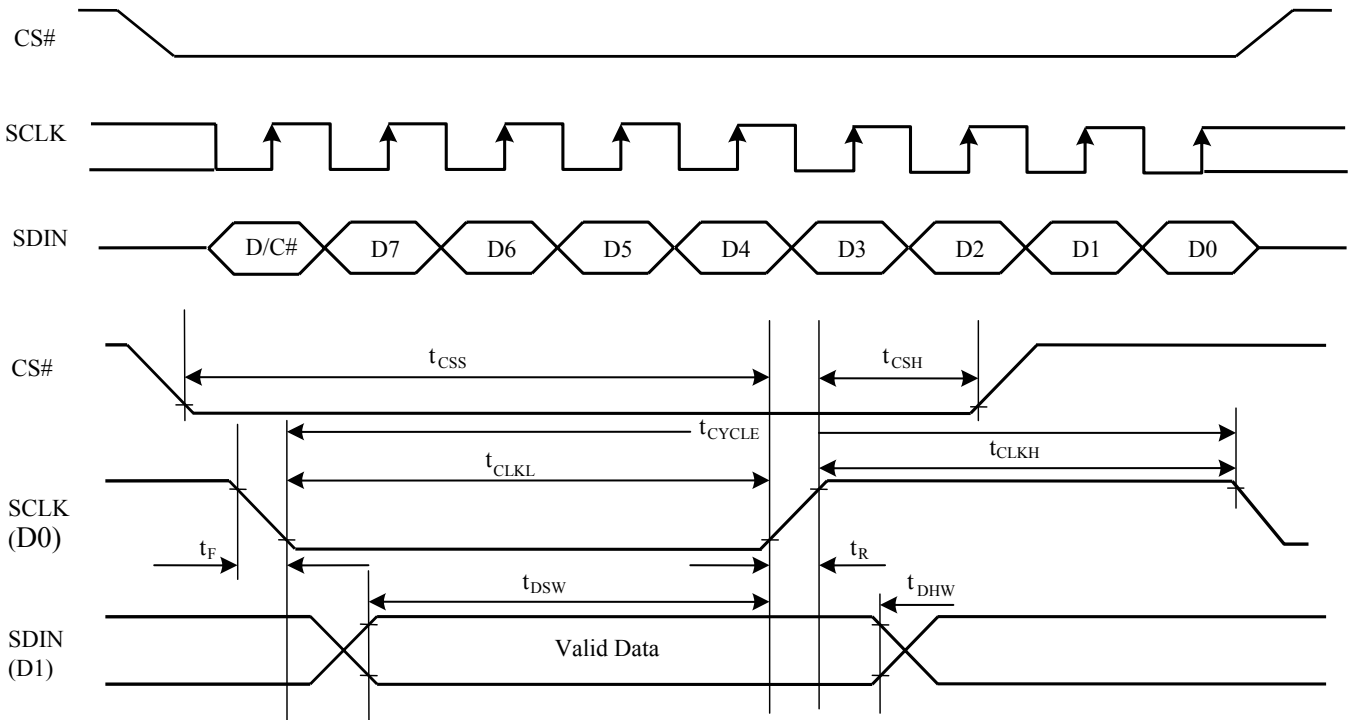 CS#
SCLK
SDIN
D/C# D7 D6 D5 D4 D3 D2 D1 D0
CS#
tCSS
tCSH
tCYCLE
tCLKL
tCLKH
SCLK
(D0)
tF
tR
tDSW
tDHW
SDIN
(D1)
Valid Data